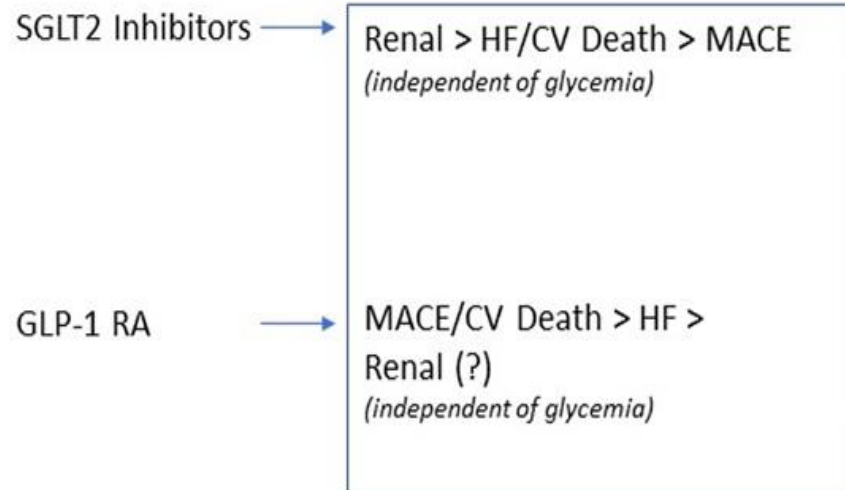 SGLT2 Inhibitors
Renal > HF/CV Death > MACE
(independent of glycemia)
GLP-1 RA
MACE/CV Death > HF >
Renal (?)
(independent of glycemia)